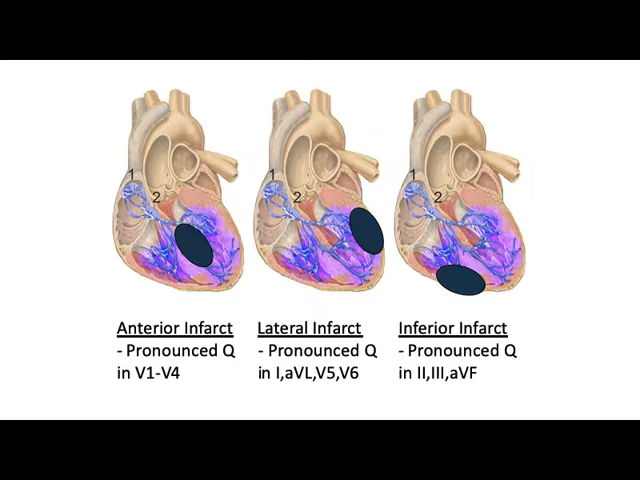 1
2
1
2
1
2
Anterior Infarct
- Pronounced Q
in V1-V4
Lateral Infarct
- Pronounced Q
in I,aVL,V5,V6
Inferior Infarct
- Pronounced Q
in II,III,aVF